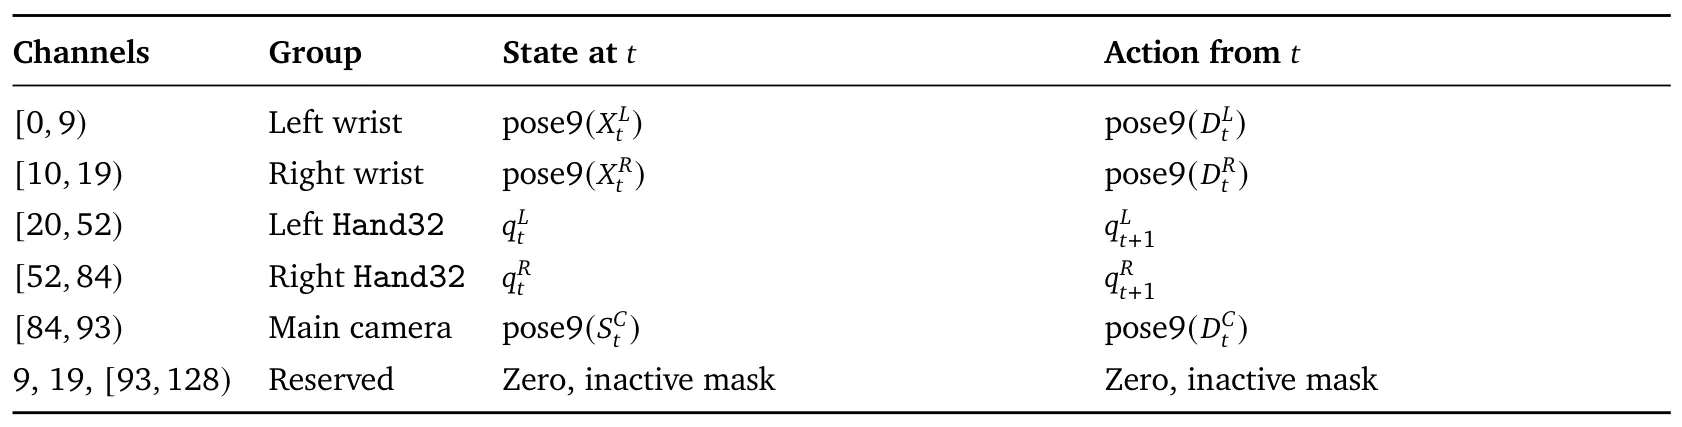 Channels Group State at t Action from t
[0, 9) Left wrist pose9(X_t^L) pose9(D_t^L)
[10, 19) Right wrist pose9(X_t^R) pose9(D_t^R)
[20, 52) Left Hand32 q_t^L q_{t+1}^L
[52, 84) Right Hand32 q_t^R q_{t+1}^R
[84, 93) Main camera pose9(S_t^C) pose9(D_t^C)
9, 19, [93, 128) Reserved Zero, inactive mask Zero, inactive mask